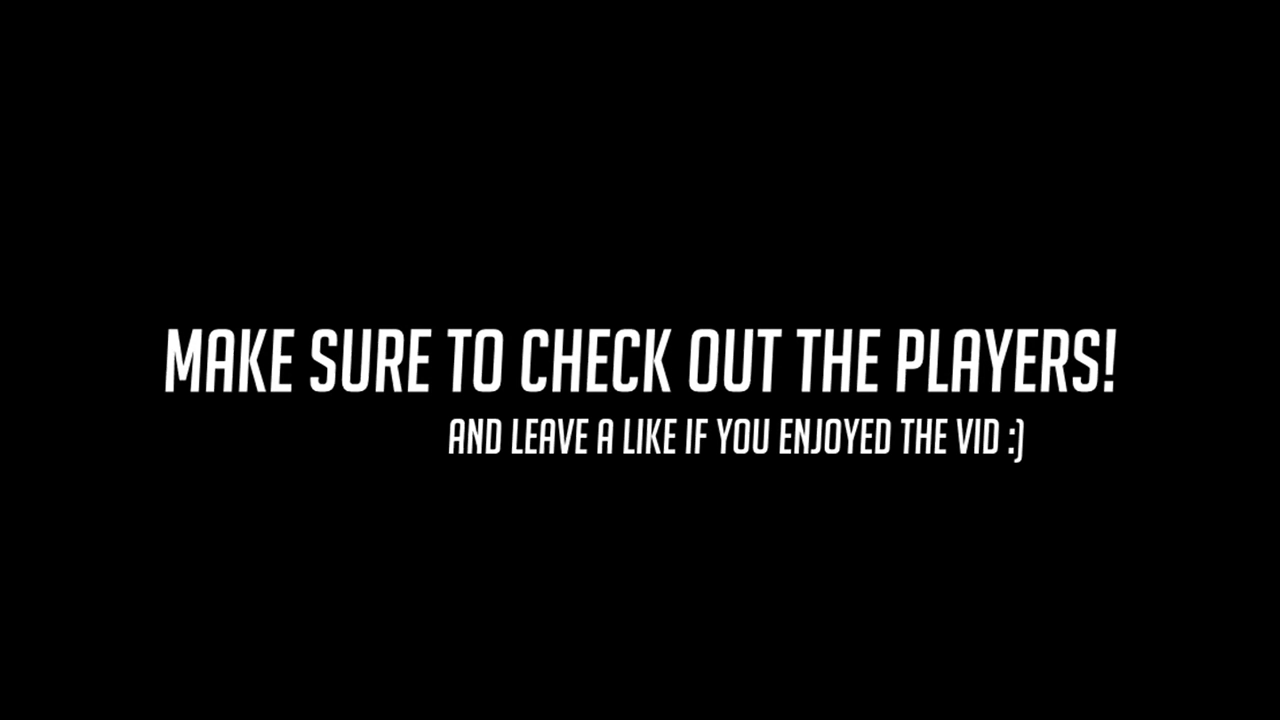 MAKE SURE TO CHECK OUT THE PLAYERS!
AND LEAVE A LIKE IF YOU ENJOYED THE VID :)